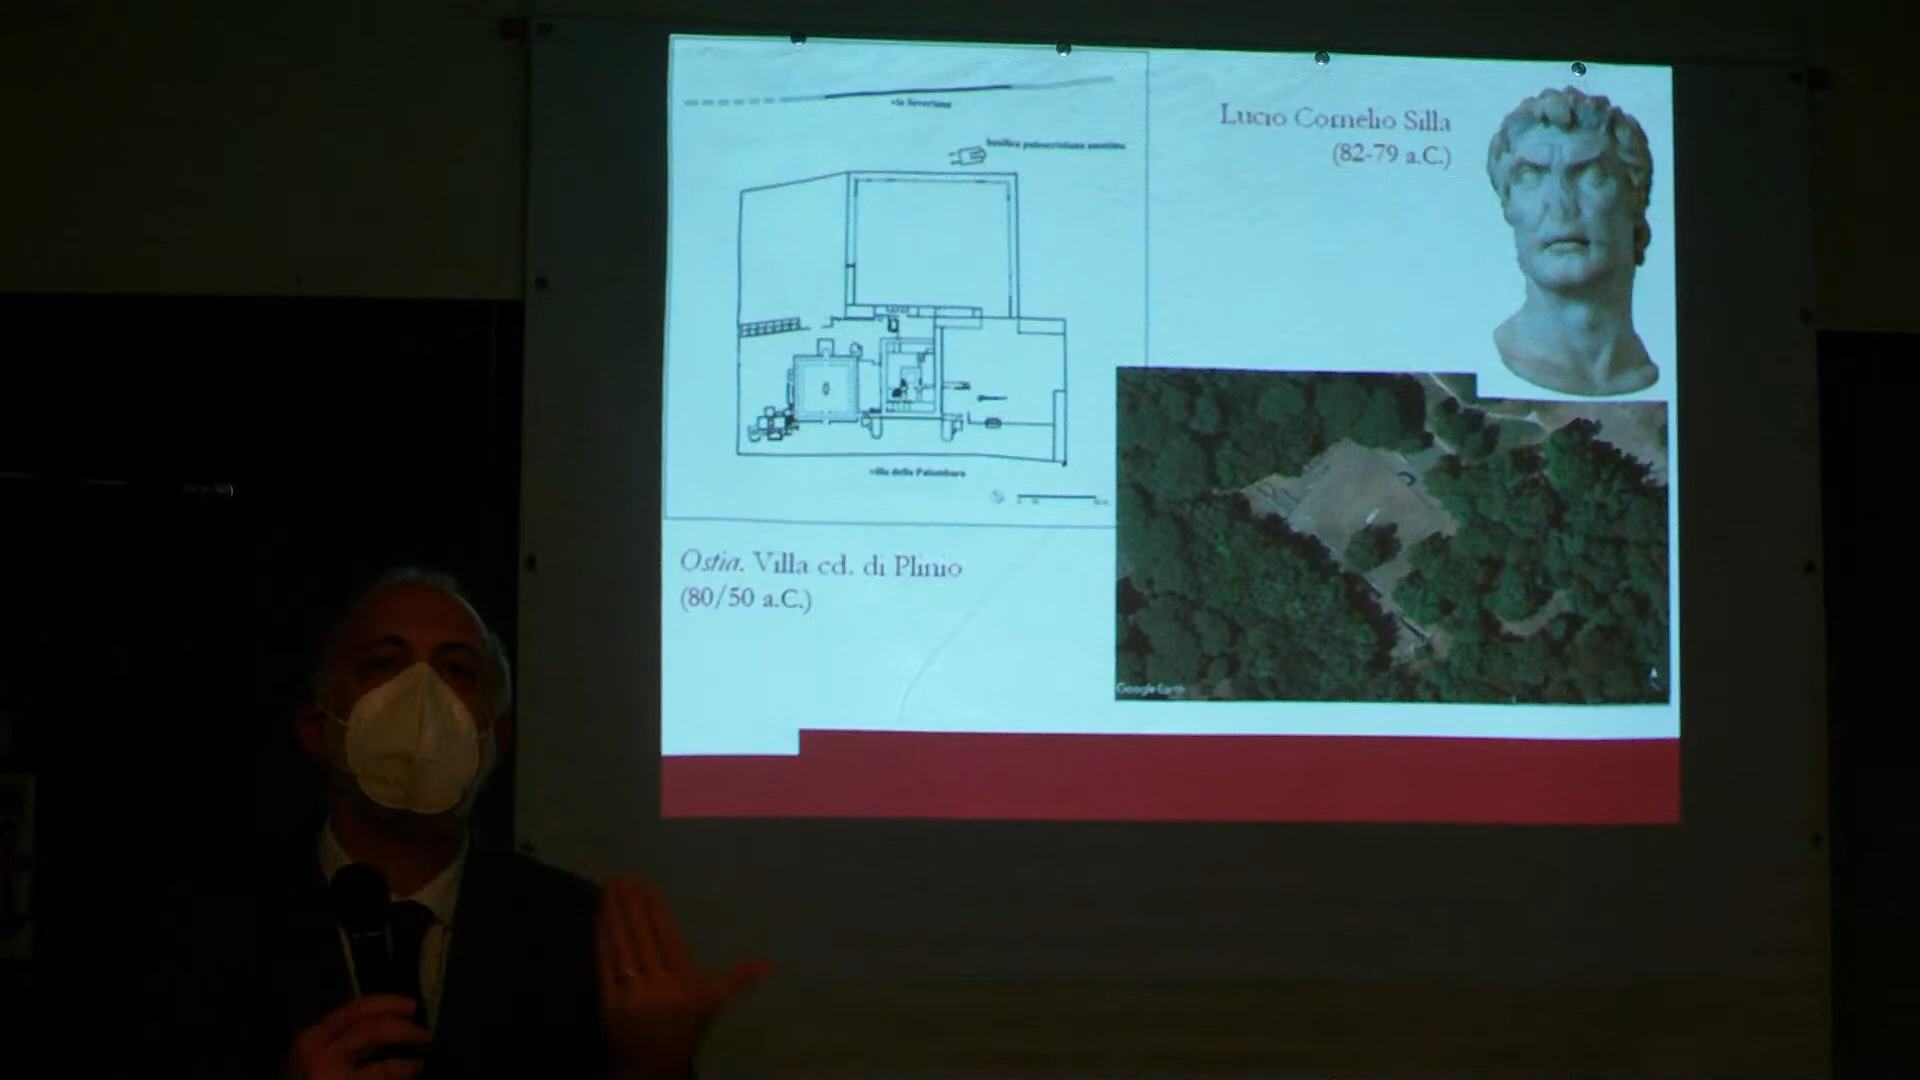 via Severiana
basilica paleocristiana anonima
villa della Palombara
Ostia. Villa cd. di Plinio
(80/50 a.C.)
Lucio Cornelio Silla
(82-79 a.C.)
Google Earth